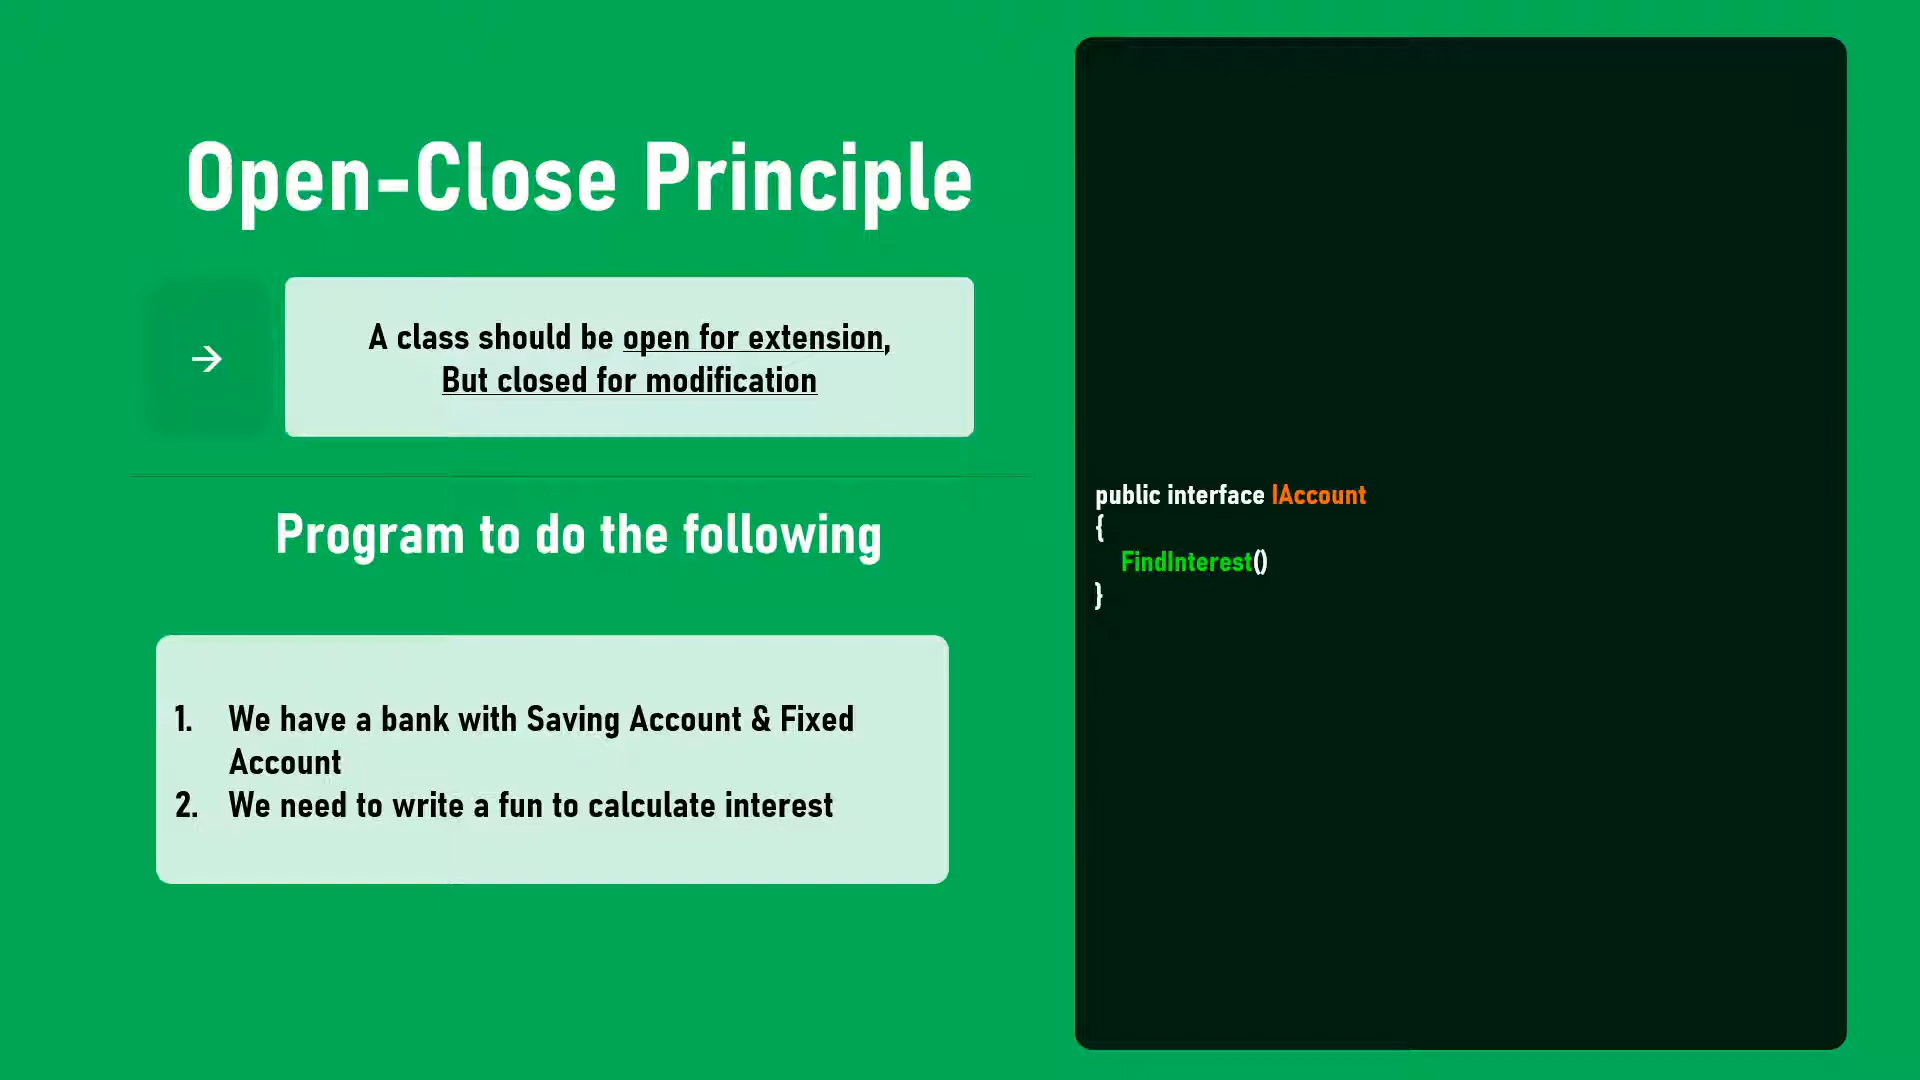 Open-Close Principle
→
A class should be open for extension,
But closed for modification
Program to do the following
1. We have a bank with Saving Account & Fixed
Account
2. We need to write a fun to calculate interest
public interface IAccount
{
FindInterest()
}